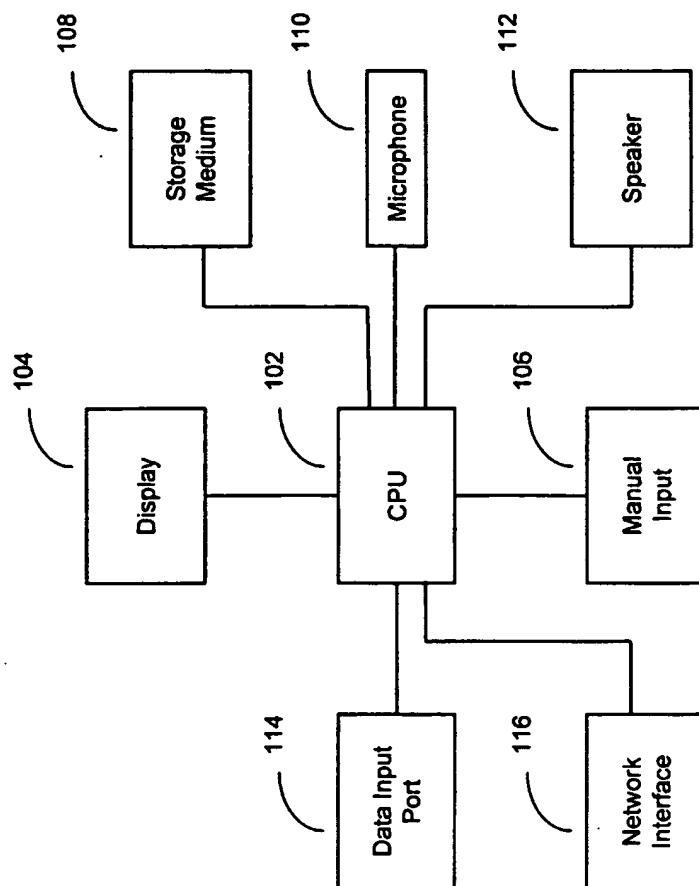 104
108
Display
Storage
Medium
114
102
110
Data Input
Port
CPU
Microphone
116
106
112
Network
Interface
Manual
Input
Speaker